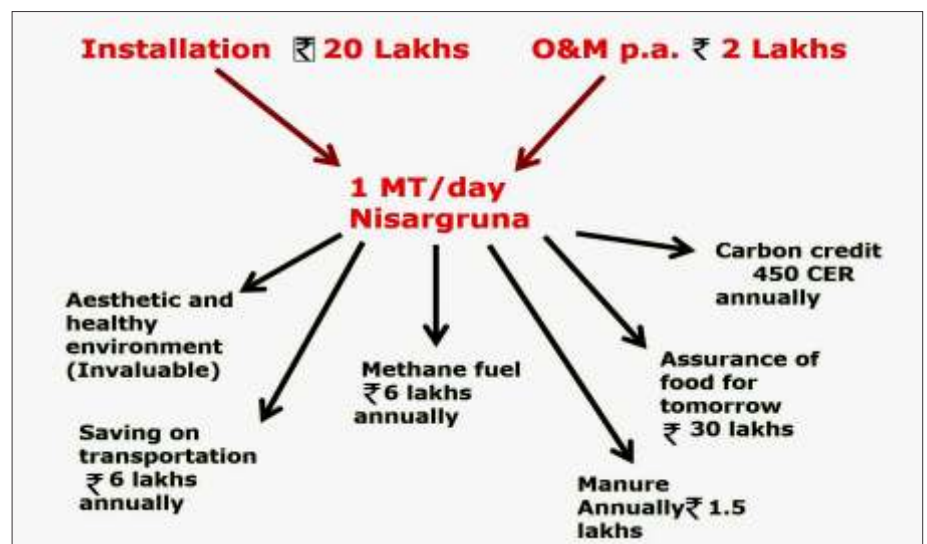 Installation ₹ 20 Lakhs
O&M p.a. ₹ 2 Lakhs
1 MT/day
Nisargruna
Aesthetic and
healthy
environment
(Invaluable)
Saving on
transportation
₹ 6 lakhs
annually
Methane fuel
₹ 6 lakhs
annually
Manure
Annually ₹ 1.5
lakhs
Assurance of
food for
tomorrow
₹ 30 lakhs
Carbon credit
450 CER
annually